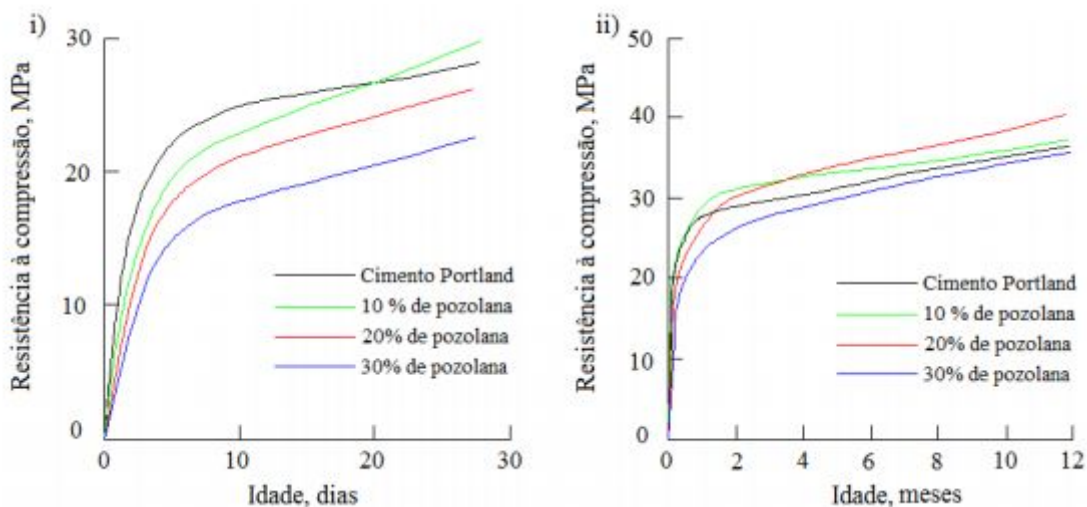 i)
Resistência à compressão, MPa
30
20
10
0
Cimento Portland
10 % de pozolana
20% de pozolana
30% de pozolana
0 10 20 30
Idade, dias
ii)
Resistência à compressão, MPa
50
40
30
20
10
0
Cimento Portland
10 % de pozolana
20% de pozolana
30% de pozolana
0 2 4 6 8 10 12
Idade, meses